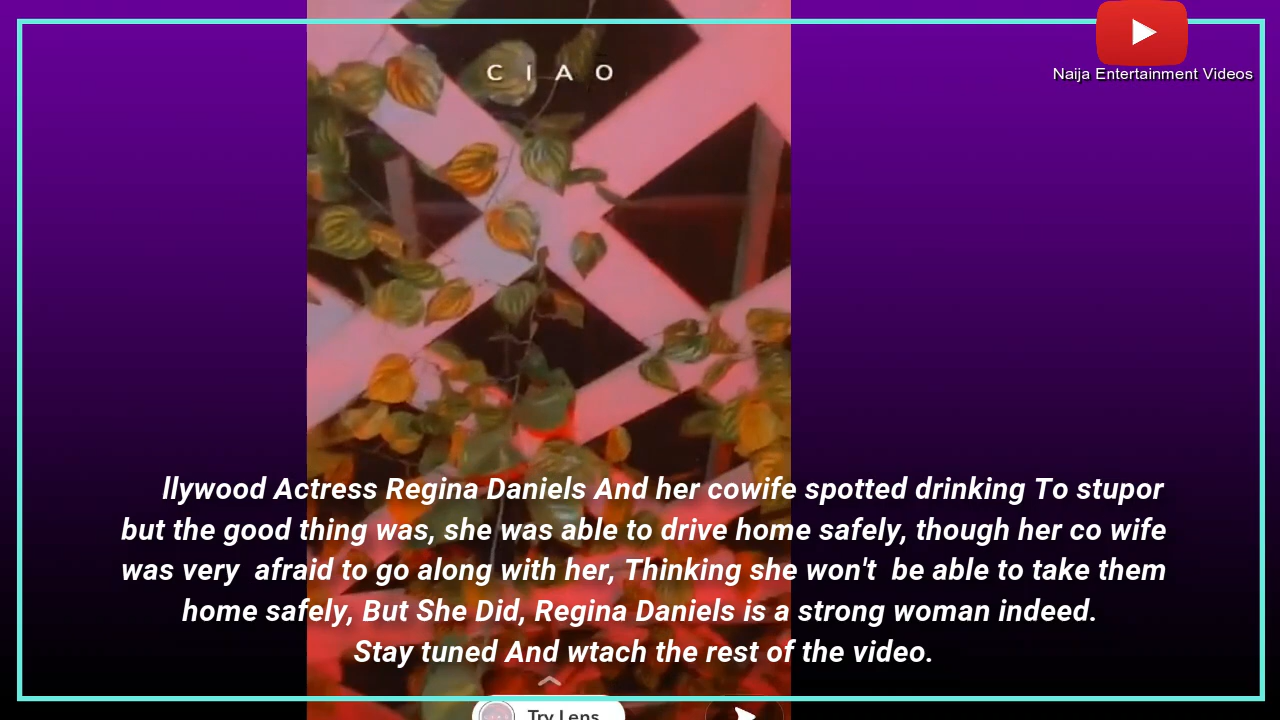 CIAO
Naija Entertainment Videos
llywood Actress Regina Daniels And her cowife spotted drinking To stupor
but the good thing was, she was able to drive home safely, though her co wife
was very  afraid to go along with her, Thinking she won't  be able to take them
home safely, But She Did, Regina Daniels is a strong woman indeed.
Stay tuned And wtach the rest of the video.
Try Lens